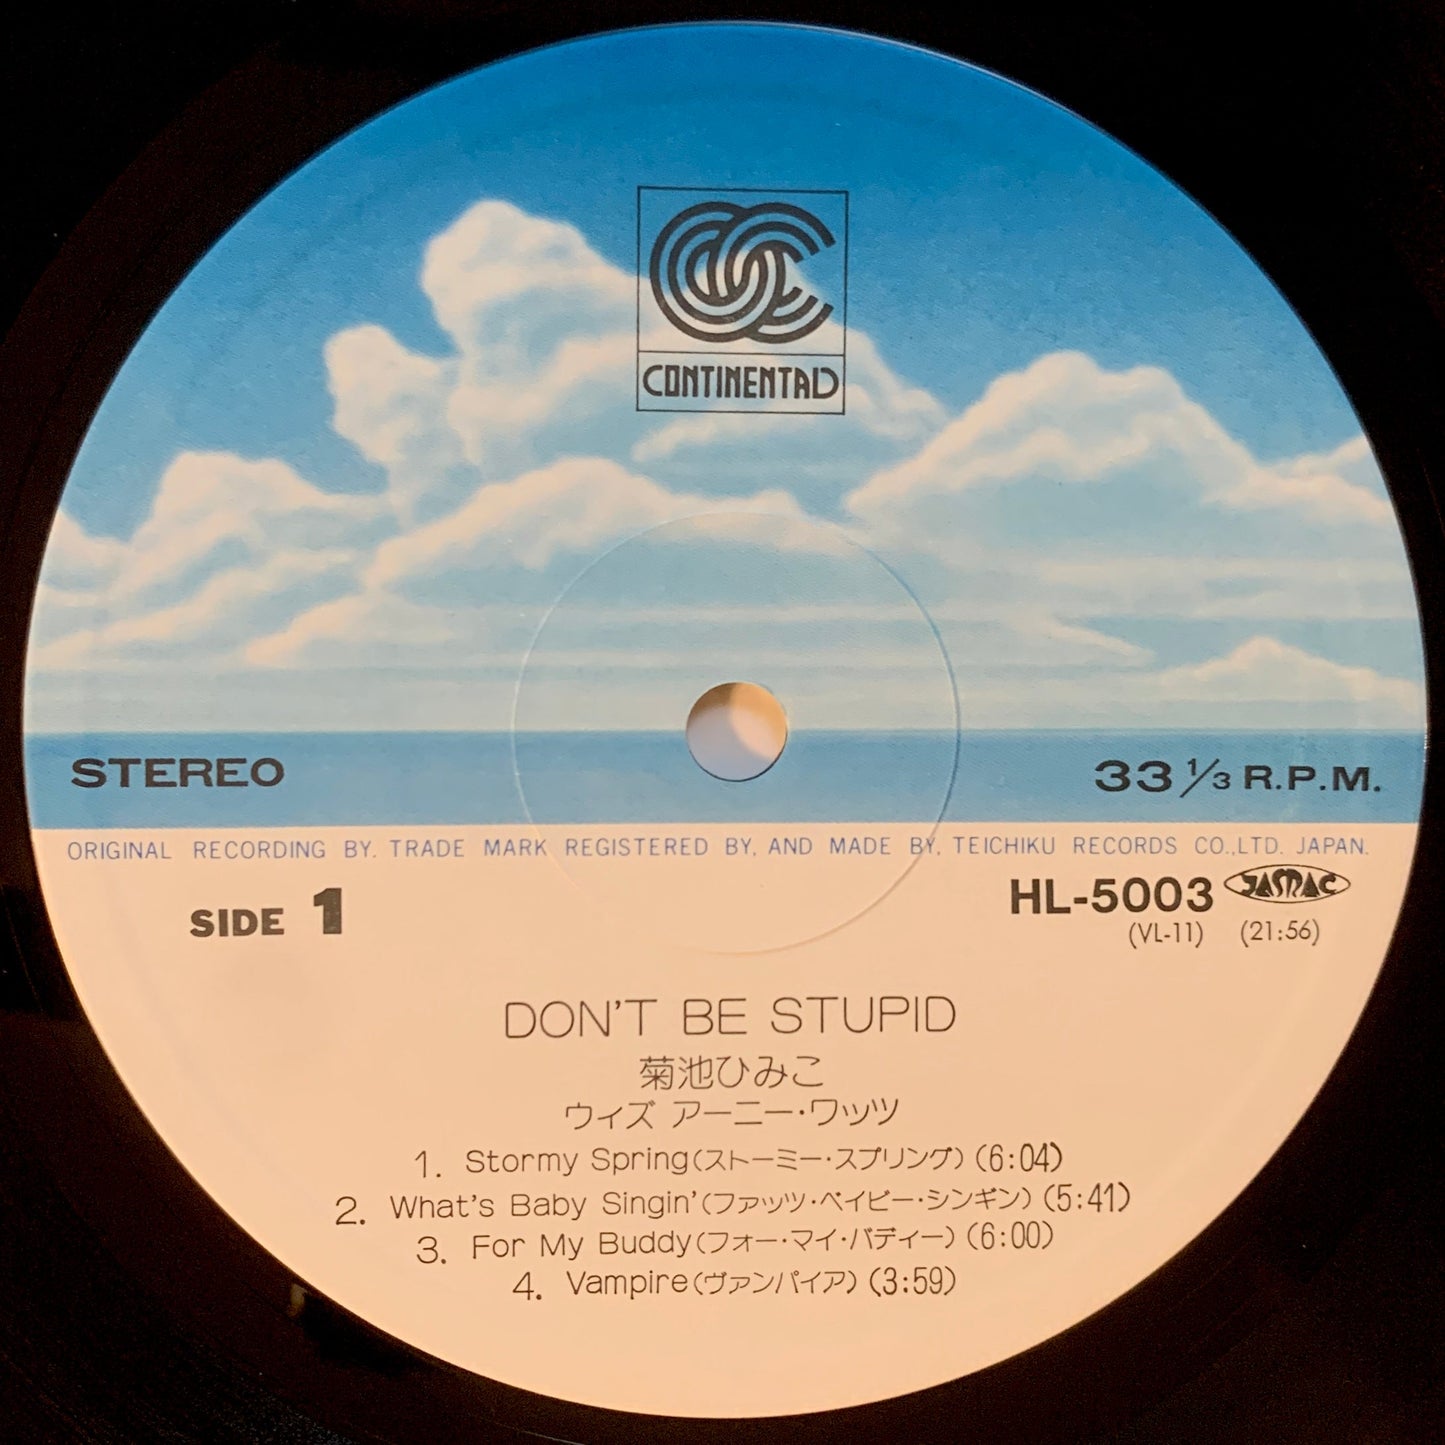 CONTINENTAL
STEREO
33 1/3 R.P.M.
ORIGINAL RECORDING BY. TRADE MARK REGISTERED BY, AND MADE BY, TEICHIKU RECORDS CO.,LTD. JAPAN.
SIDE 1
HL-5003 JASRAC
(VL-11) (21:56)
DON'T BE STUPID
菊池ひみこ
ウィズ アーニー・ワッツ
1. Stormy Spring(ストーミー・スプリング) (6:04)
2. What's Baby Singin'(ファッツ・ベイビー・シンギン) (5:41)
3. For My Buddy(フォー・マイ・バディー) (6:00)
4. Vampire(ヴァンパイア) (3:59)